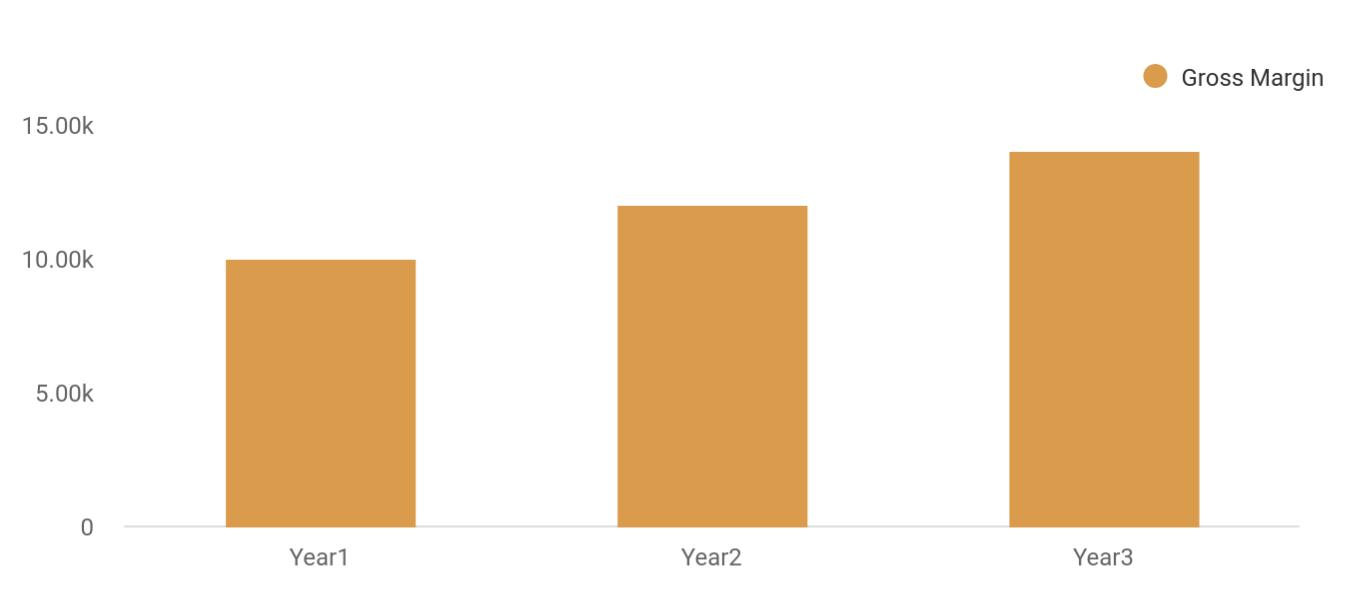 Gross Margin
15.00k
10.00k
5.00k
0
Year1 Year2 Year3